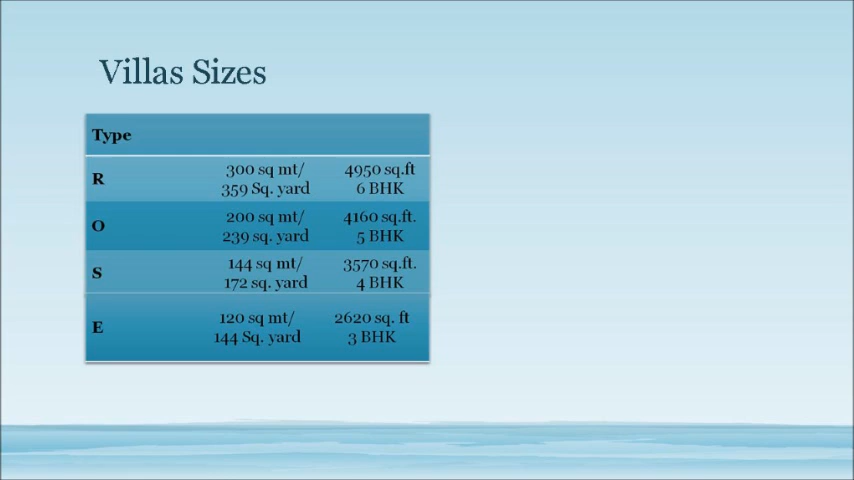 Villas Sizes
Type
R
300 sq mt/ 4950 sq.ft
359 Sq. yard 6 BHK
O
200 sq mt/ 4160 sq.ft.
239 sq. yard 5 BHK
S
144 sq mt/ 3570 sq.ft.
172 sq. yard 4 BHK
E
120 sq mt/ 2620 sq. ft
144 Sq. yard 3 BHK